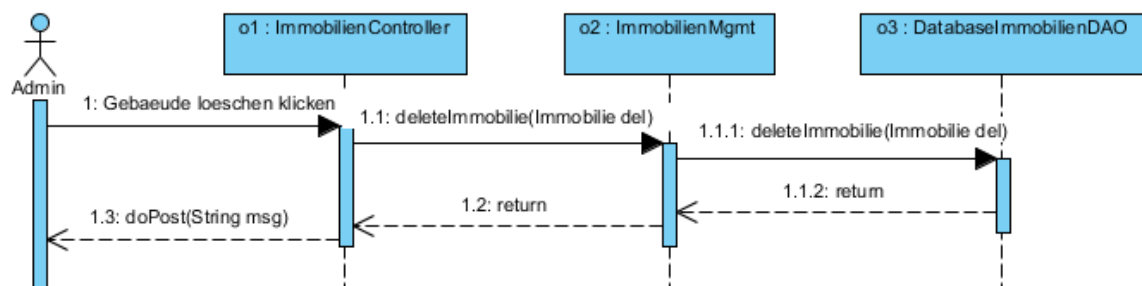 o1 : ImmobilienController
o2 : ImmobilienMgmt
o3 : DatabaseImmobilienDAO
Admin
1: Gebaeude loeschen klicken
1.1: deleteImmobilie(Immobilie del)
1.1.1: deleteImmobilie(Immobilie del)
1.1.2: return
1.2: return
1.3: doPost(String msg)